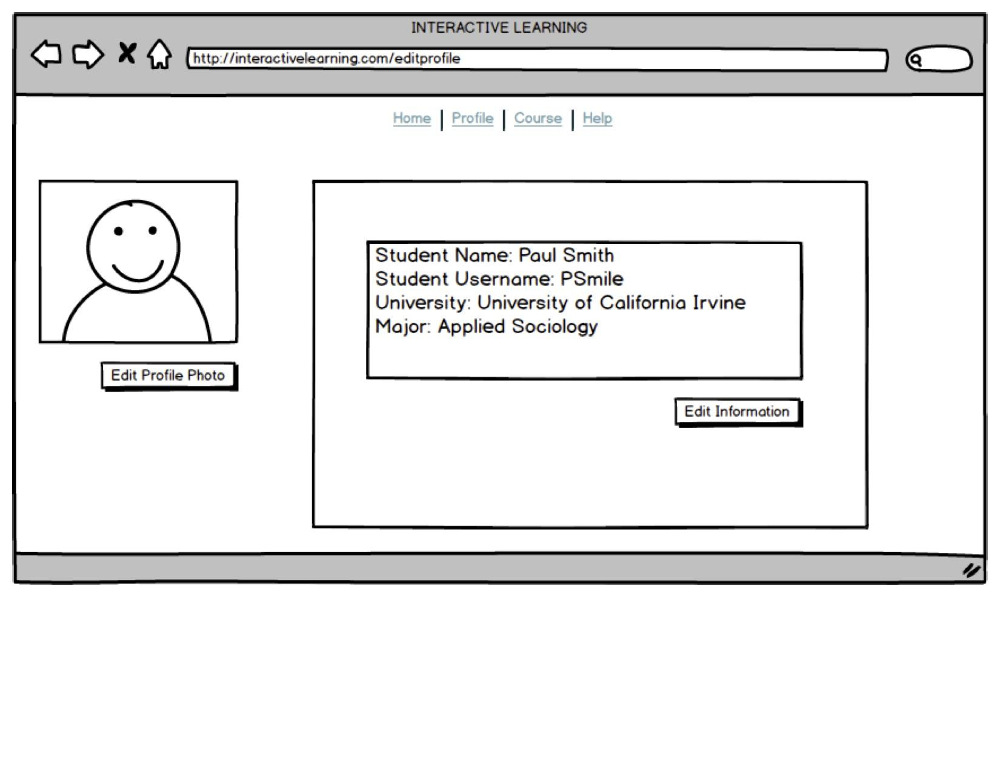 INTERACTIVE LEARNING
http://interactivelearning.com/editprofile
Home | Profile | Course | Help
Student Name: Paul Smith
Student Username: PSmile
University: University of California Irvine
Major: Applied Sociology
Edit Profile Photo
Edit Information